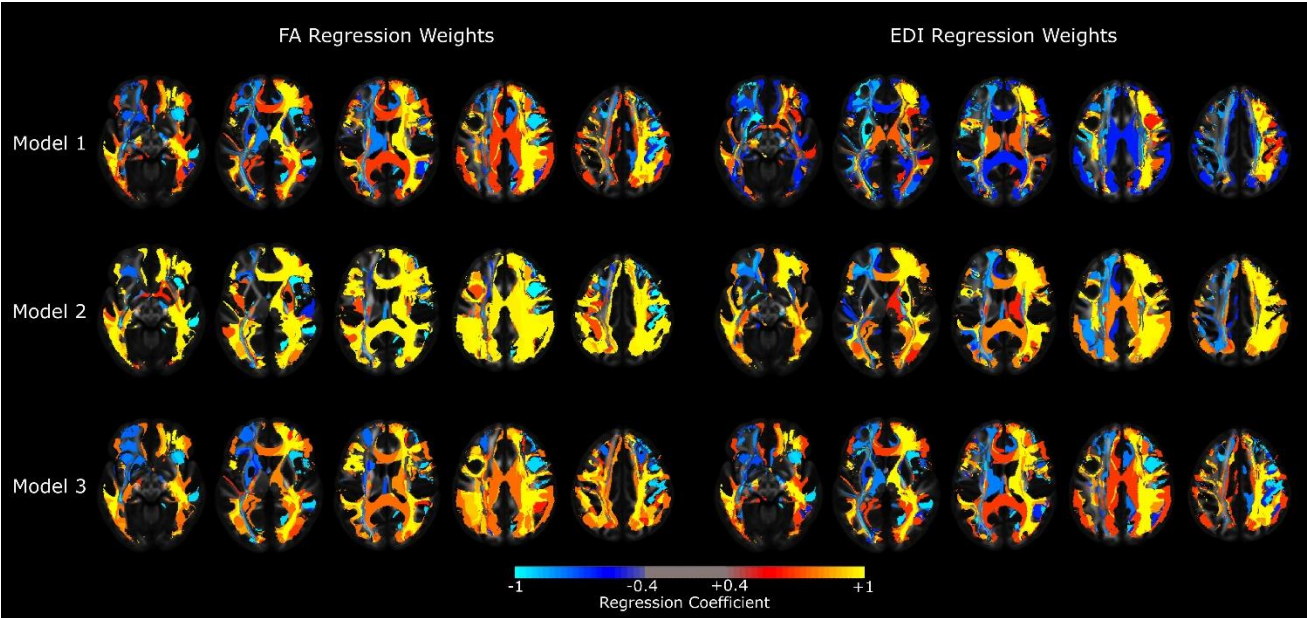 FA Regression Weights
EDI Regression Weights
Model 1
Model 2
Model 3
-1 -0.4 +0.4 +1
Regression Coefficient